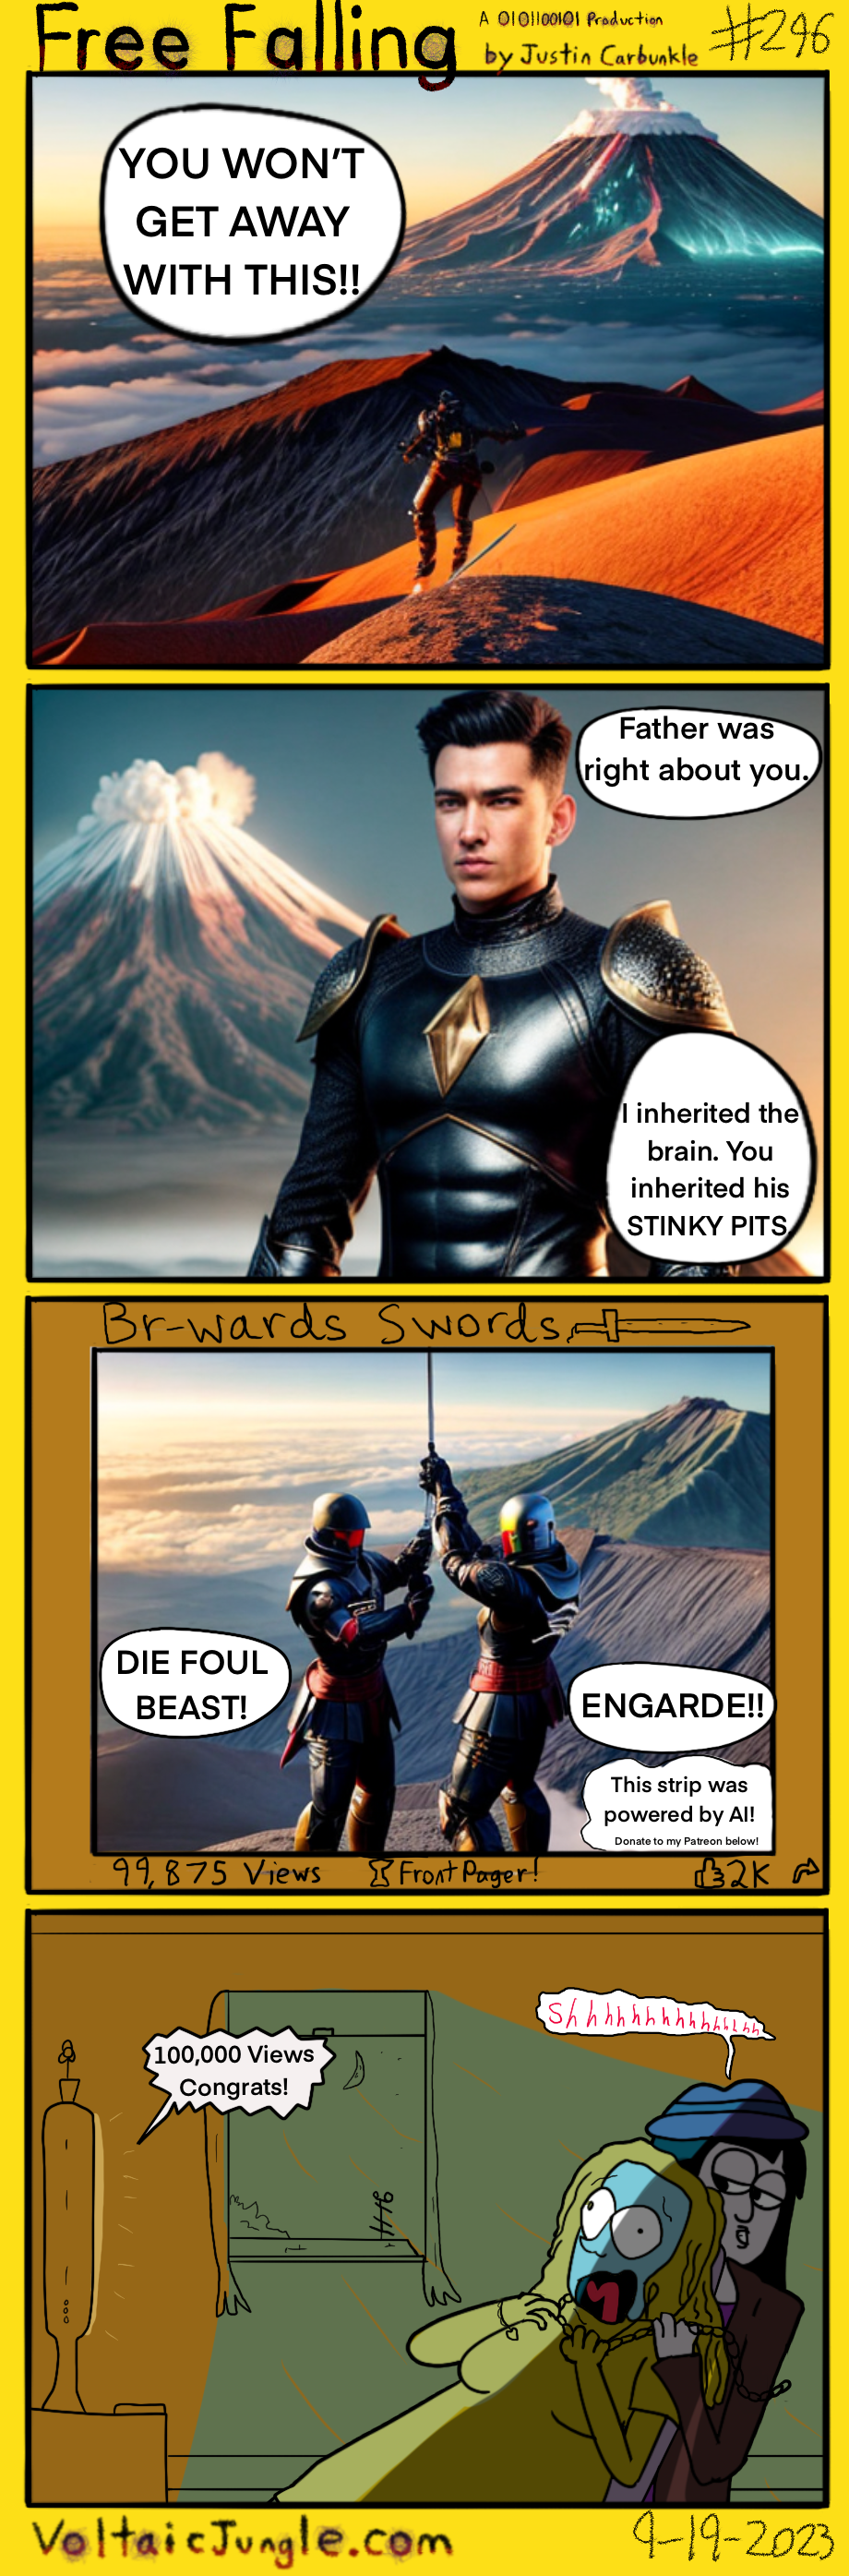 Free Falling
A 0101100101 Production
by Justin Carbunkle
#296
YOU WON'T
GET AWAY
WITH THIS!!
Father was
right about you.
I inherited the
brain. You
inherited his
STINKY PITS.
Br-wards Swords
DIE FOUL
BEAST!
ENGARDE!!
This strip was
powered by AI!
Donate to my Patreon below!
99,875 Views
Front Pager!
2K
100,000 Views
Congrats!
Shhhhhhhhhhhhhh
VoltaicJungle.com
9-19-2023